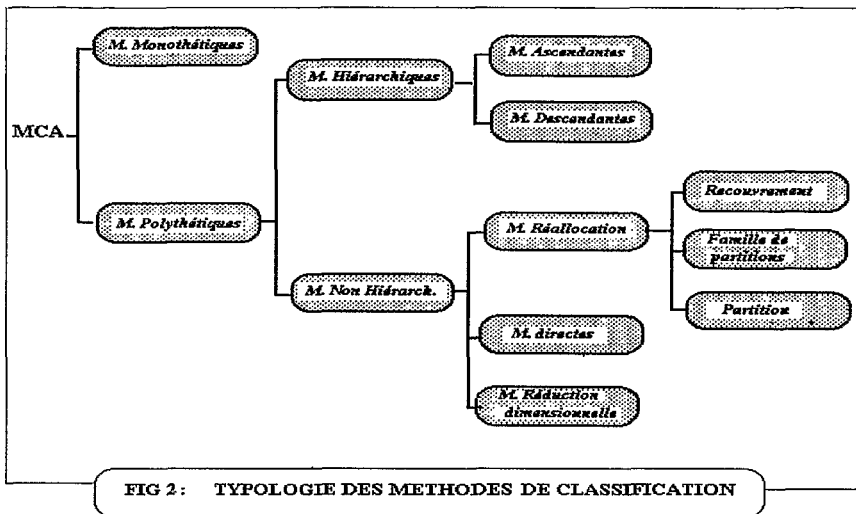 M. Monothétiques
M. Ascendantes
M. Hiérarchiques
M. Descendantes
MCA
Recouvrement
M. Polythétiques
M. Réallocation
Famille de
partitions
M. Non Hiérarch.
Partition
M. directes
M. Réduction
dimensionnelle
FIG 2 : TYPOLOGIE DES METHODES DE CLASSIFICATION